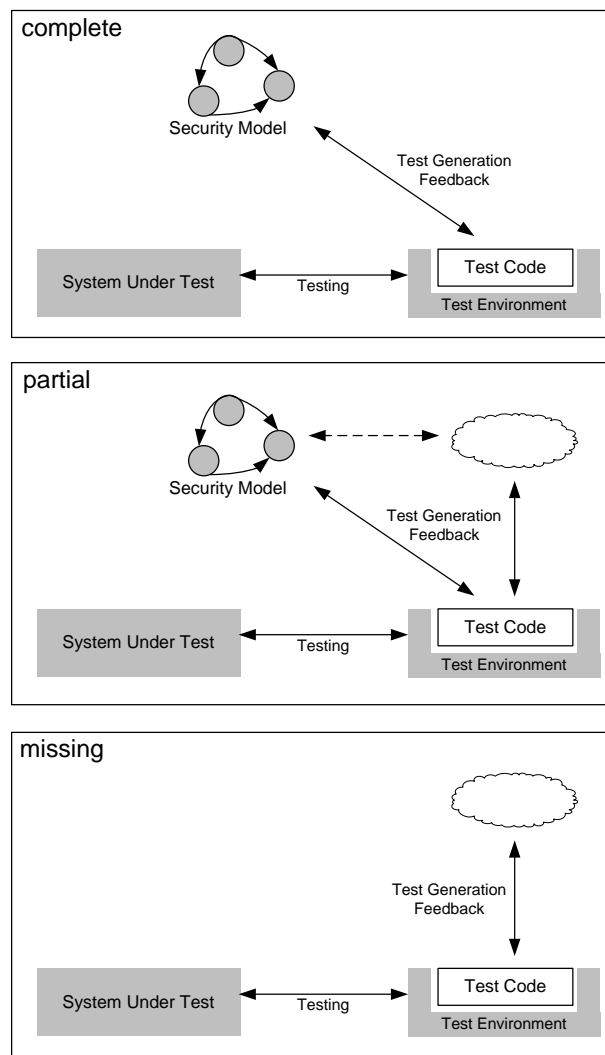 complete
Security Model
Test Generation
Feedback
System Under Test
Testing
Test Code
Test Environment
partial
Security Model
Test Generation
Feedback
System Under Test
Testing
Test Code
Test Environment
missing
Test Generation
Feedback
System Under Test
Testing
Test Code
Test Environment